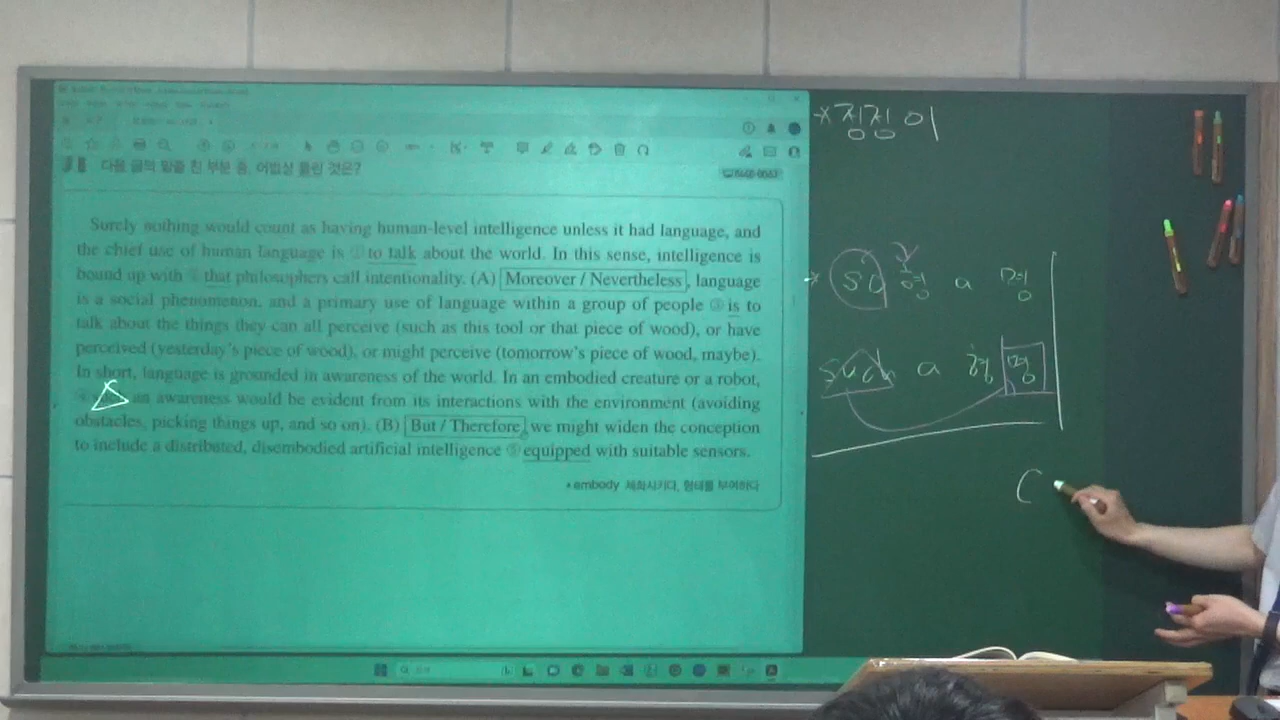 다음 글의 밑줄 친 부분 중, 어법상 틀린 것은?
Surely nothing would count as having human-level intelligence unless it had language, and
the chief use of human language is ① to talk about the world. In this sense, intelligence is
bound up with ② that philosophers call intentionality. (A) Moreover / Nevertheless, language
is a social phenomenon, and a primary use of language within a group of people ③ is to
talk about the things they can all perceive (such as this tool or that piece of wood), or have
perceived (yesterday's piece of wood), or might perceive (tomorrow's piece of wood, maybe).
In short, language is grounded in awareness of the world. In an embodied creature or a robot,
④ an awareness would be evident from its interactions with the environment (avoiding
obstacles, picking things up, and so on). (B) But / Therefore, we might widen the conception
to include a distributed, disembodied artificial intelligence ⑤ equipped with suitable sensors.
*embody 체화시키다, 형태를 부여하다
*징징이
* so 형 a 명
such a 형 명
(